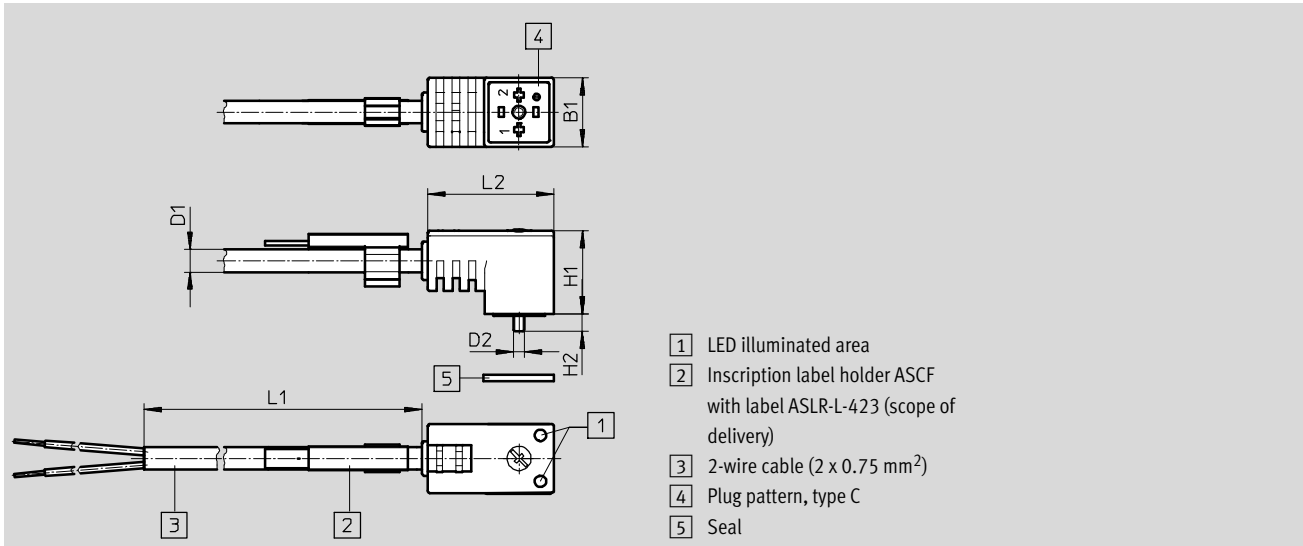 4
2
1
B1
L2
D1
H1
D2
H2
5
L1
1
3
2
1 LED illuminated area
2 Inscription label holder ASCF
with label ASLR-L-423 (scope of
delivery)
3 2-wire cable (2 x 0.75 mm²)
4 Plug pattern, type C
5 Seal